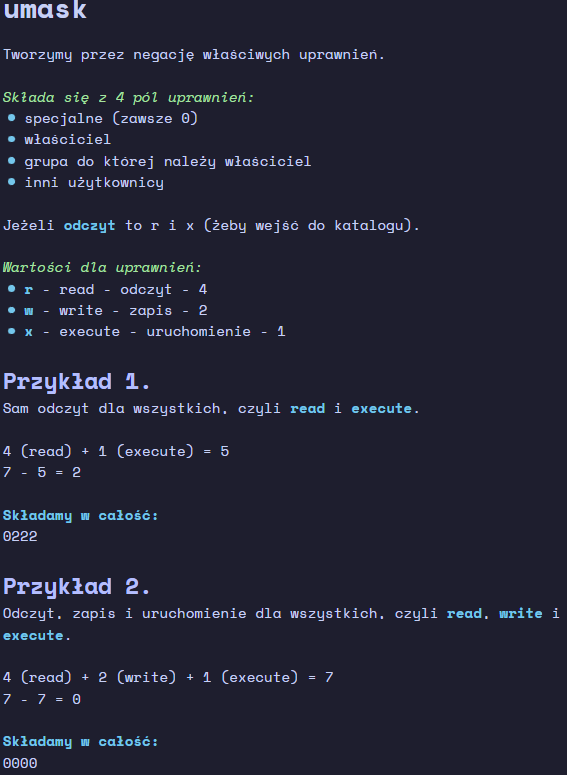 umask
Tworzymy przez negację właściwych uprawnień.
Składa się z 4 pól uprawnień:
• specjalne (zawsze 0)
• właściciel
• grupa do której należy właściciel
• inni użytkownicy
Jeżeli odczyt to r i x (żeby wejść do katalogu).
Wartości dla uprawnień:
• r - read - odczyt - 4
• w - write - zapis - 2
• x - execute - uruchomienie - 1
Przykład 1.
Sam odczyt dla wszystkich, czyli read i execute.
4 (read) + 1 (execute) = 5
7 - 5 = 2
Składamy w całość:
0222
Przykład 2.
Odczyt, zapis i uruchomienie dla wszystkich, czyli read, write i
execute.
4 (read) + 2 (write) + 1 (execute) = 7
7 - 7 = 0
Składamy w całość:
0000